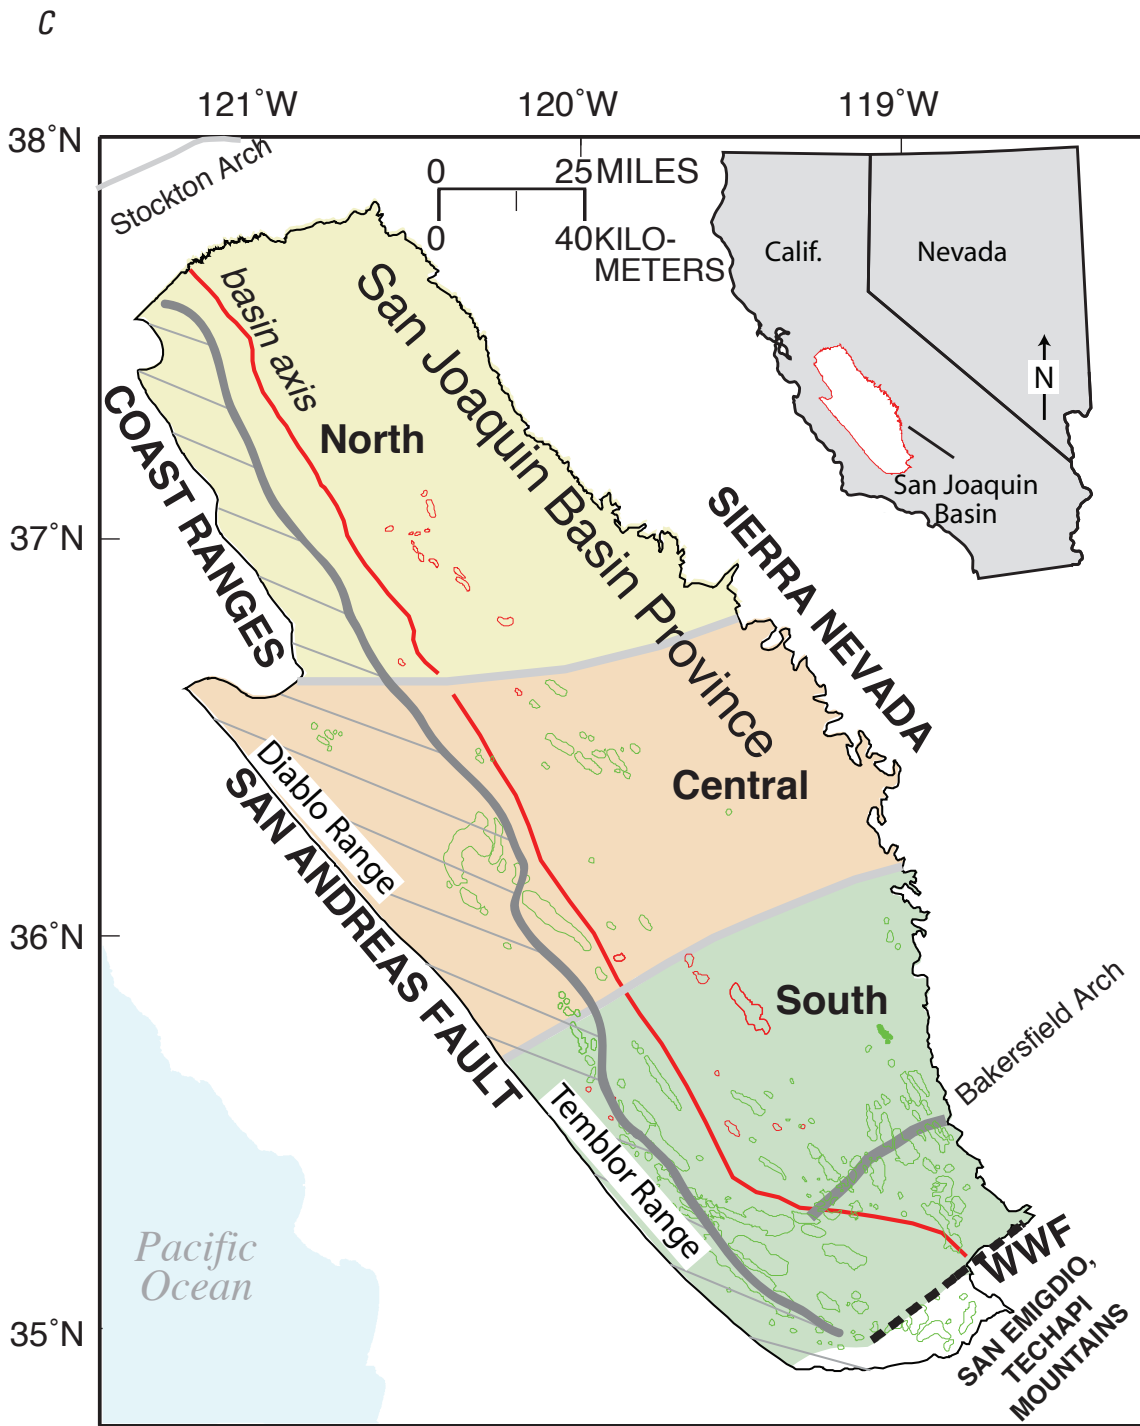 C
121°W
120°W
119°W
38°N
37°N
36°N
35°N
Stockton Arch
0
25 MILES
0
40 KILO-
METERS
Calif.
Nevada
N
San Joaquin
Basin
basin axis
San Joaquin Basin Province
North
COAST RANGES
SIERRA NEVADA
Central
Diablo Range
SAN ANDREAS FAULT
South
Bakersfield Arch
Temblor Range
WWF
SAN EMIGDIO,
TECHAPI
MOUNTAINS
Pacific
Ocean